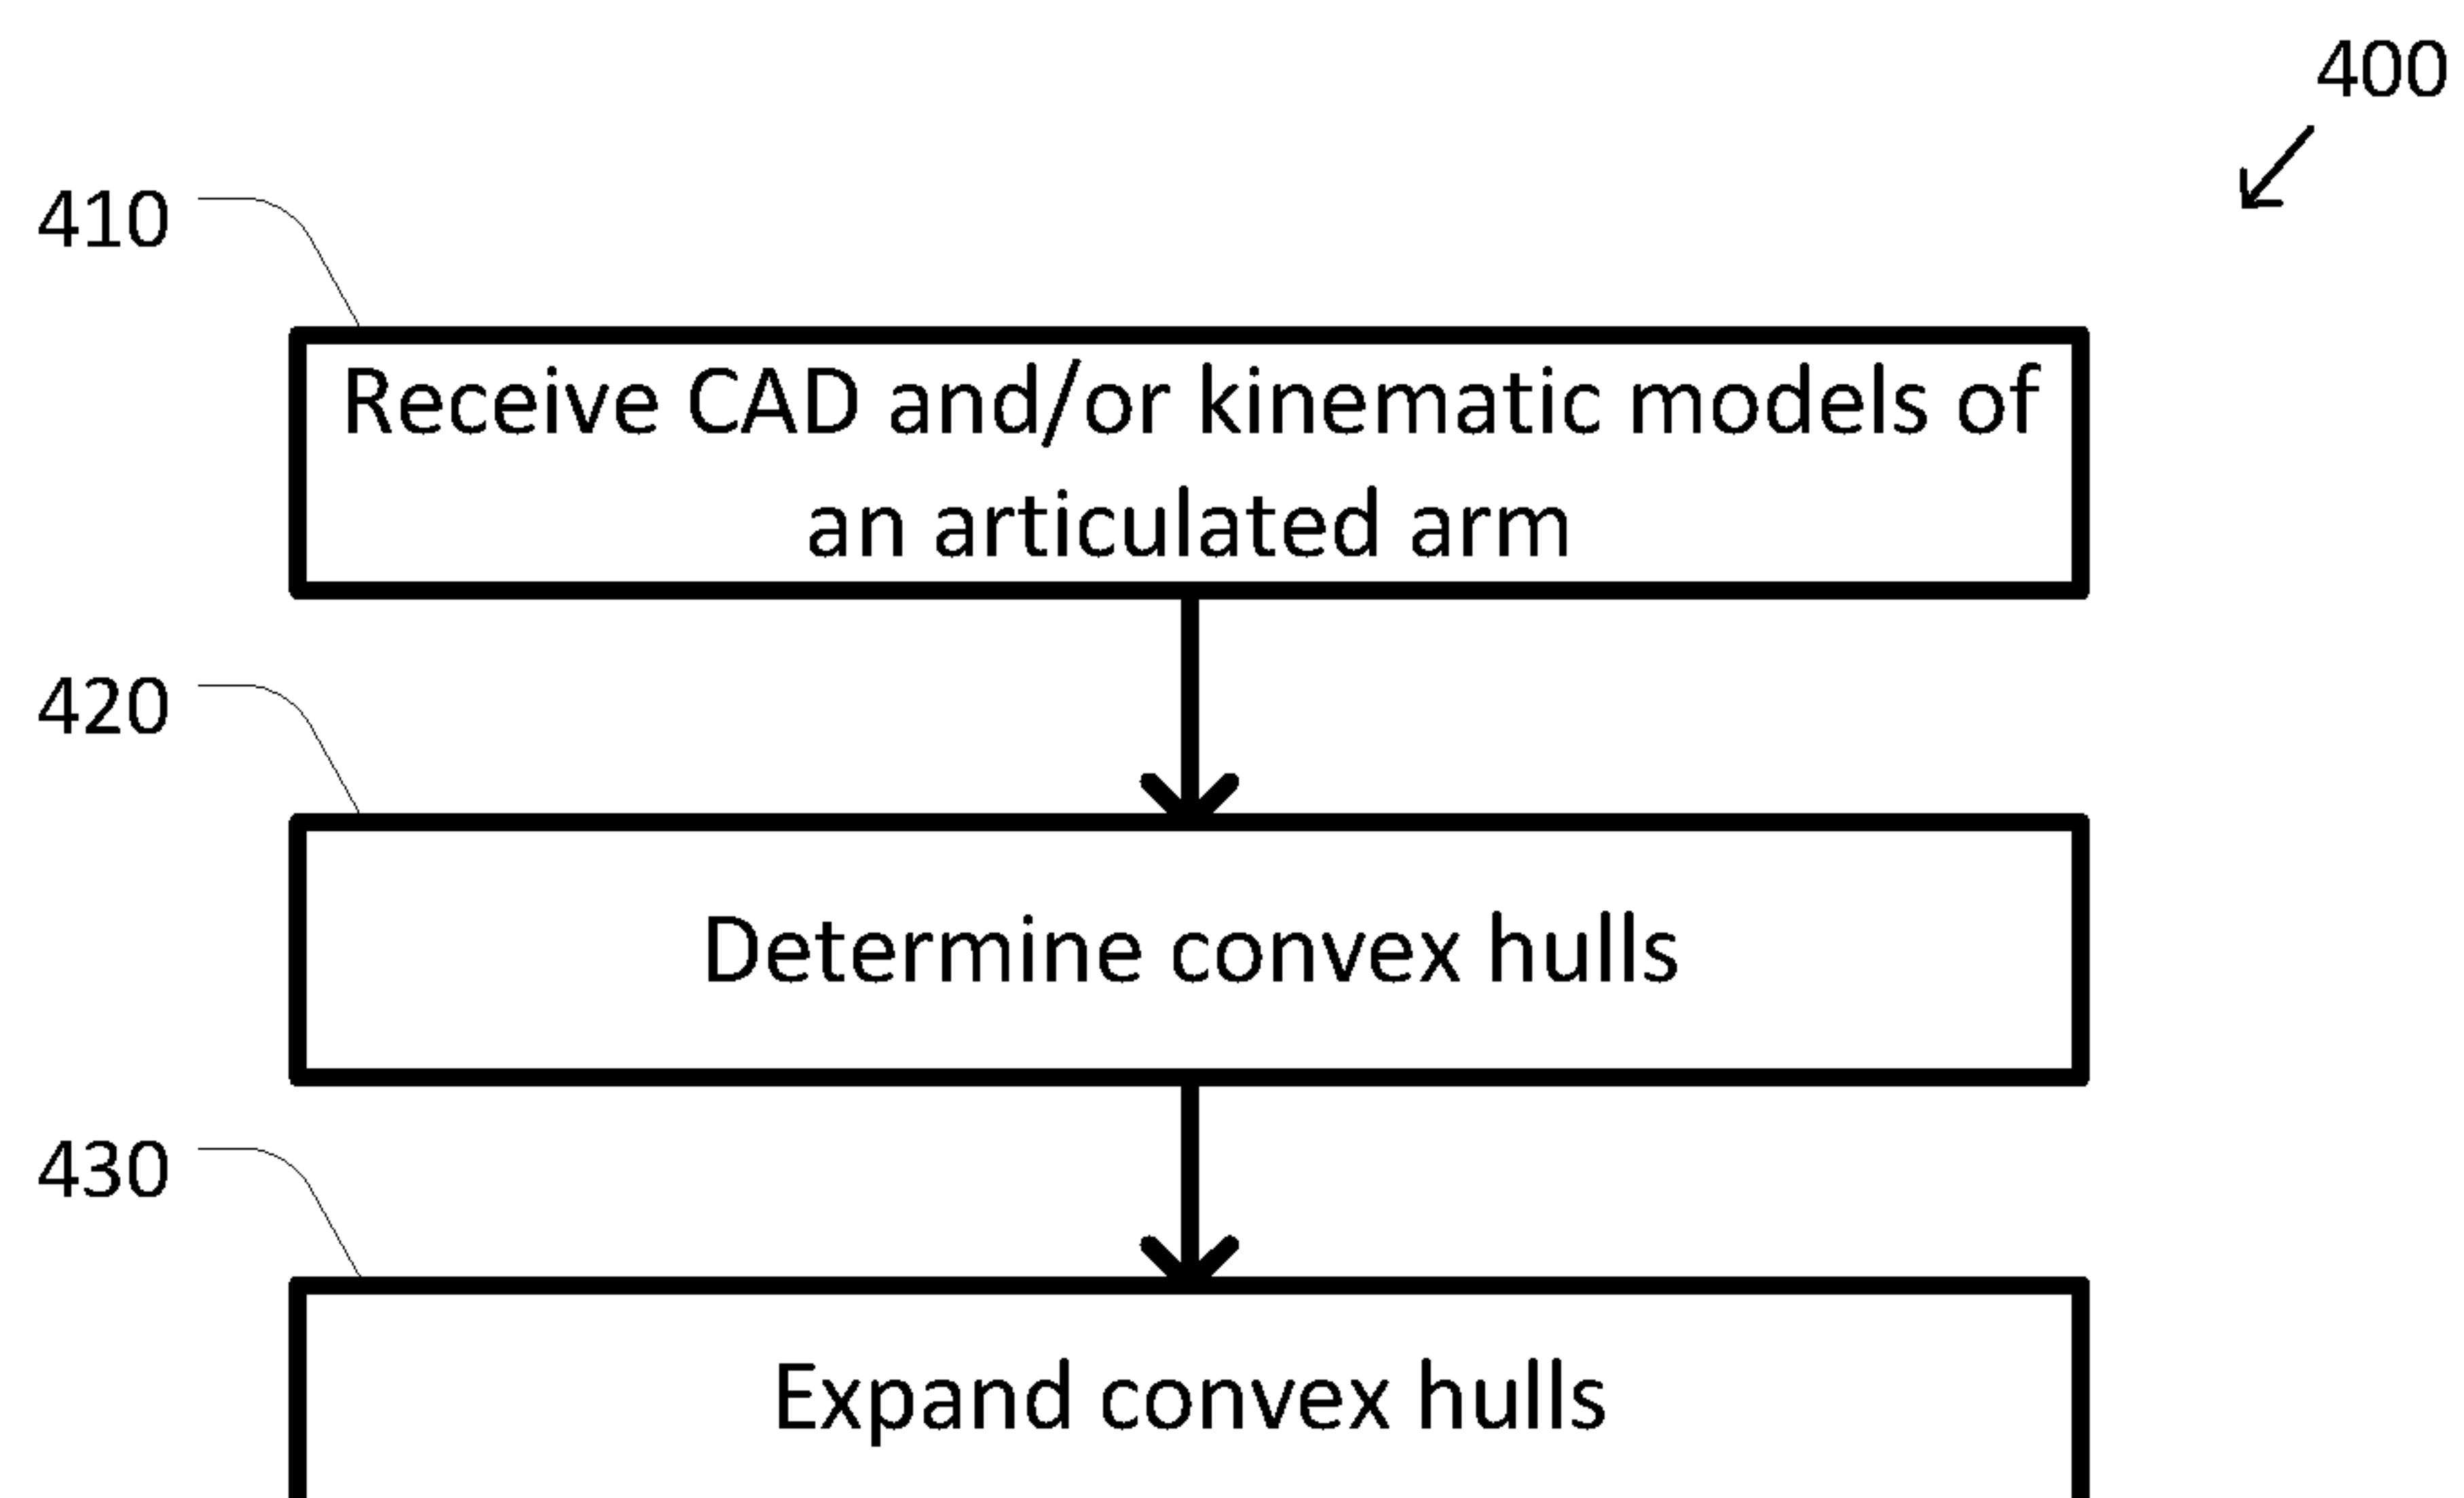 400
410
Receive CAD and/or kinematic models of
an articulated arm
420
Determine convex hulls
430
Expand convex hulls